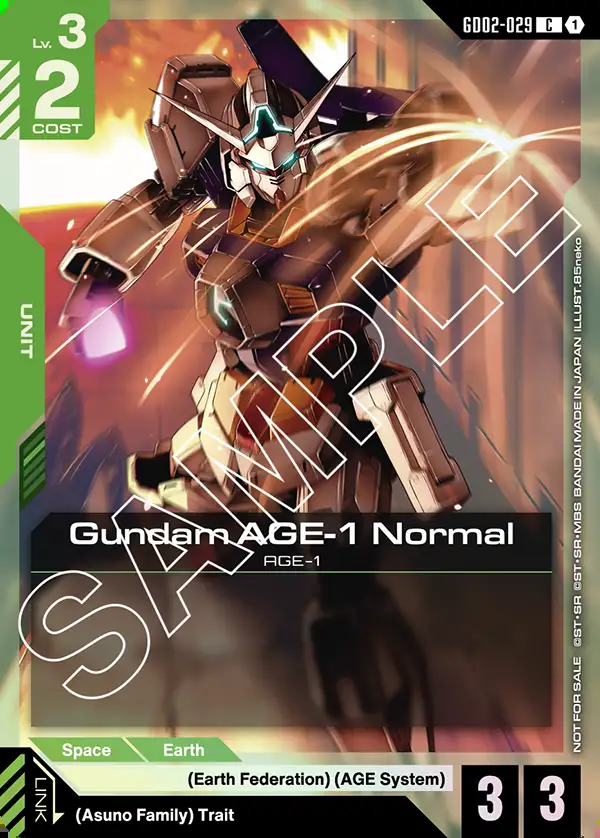 Lv. 3
2
COST
GD02-029 C 1
UNIT
SAMPLE
Gundam AGE-1 Normal
AGE-1
Space Earth
(Earth Federation) (AGE System)
LINK
(Asuno Family) Trait
3 3
NOT FOR SALE ©ST・SR ©ST・SR・MBS BANDAI MADE IN JAPAN ILLUST.85neko